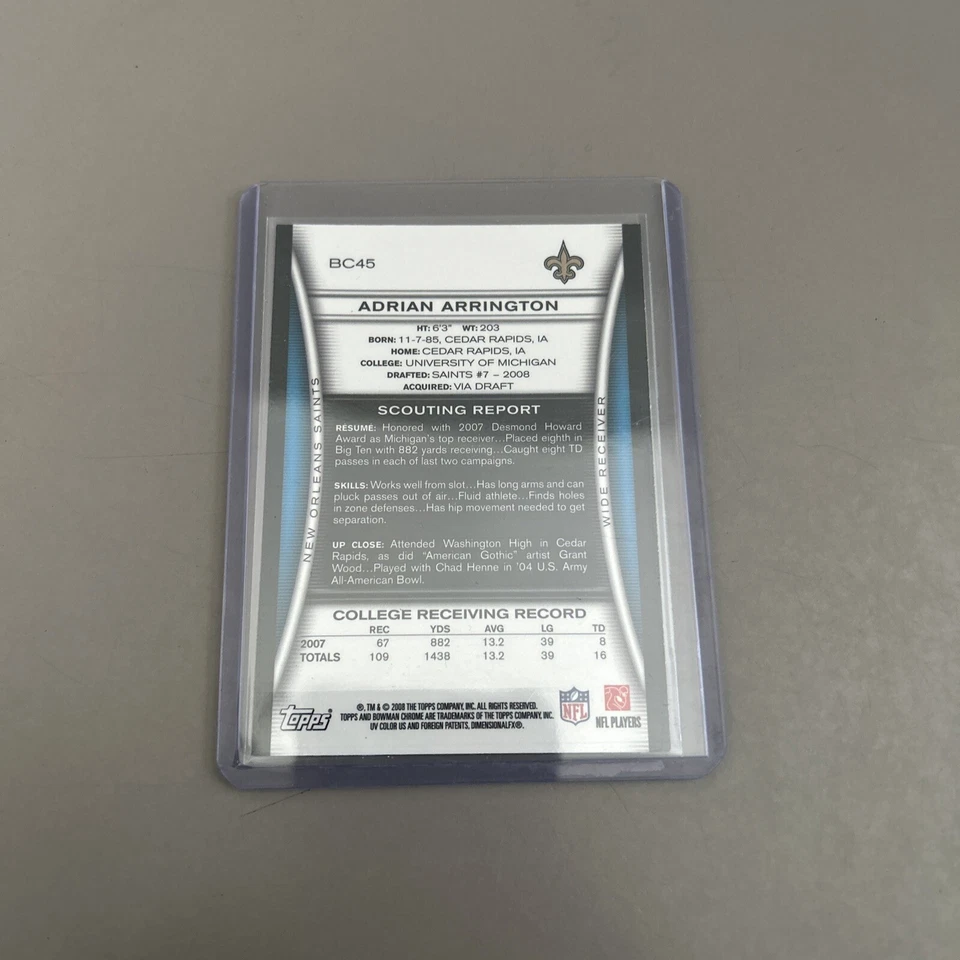 BC45
ADRIAN ARRINGTON
HT: 6'3" WT: 203
BORN: 11-7-85, CEDAR RAPIDS, IA
HOME: CEDAR RAPIDS, IA
COLLEGE: UNIVERSITY OF MICHIGAN
DRAFTED: SAINTS #7 – 2008
ACQUIRED: VIA DRAFT
NEW ORLEANS SAINTS
WIDE RECEIVER
SCOUTING REPORT
RÉSUMÉ: Honored with 2007 Desmond Howard
Award as Michigan's top receiver...Placed eighth in
Big Ten with 882 yards receiving...Caught eight TD
passes in each of last two campaigns.
SKILLS: Works well from slot...Has long arms and can
pluck passes out of air...Fluid athlete...Finds holes
in zone defenses...Has hip movement needed to get
separation.
UP CLOSE: Attended Washington High in Cedar
Rapids, as did "American Gothic" artist Grant
Wood...Played with Chad Henne in '04 U.S. Army
All-American Bowl.
COLLEGE RECEIVING RECORD
REC YDS AVG LG TD
2007 67 882 13.2 39 8
TOTALS 109 1438 13.2 39 16
topps
®, TM & © 2008 THE TOPPS COMPANY, INC. ALL RIGHTS RESERVED.
TOPPS AND BOWMAN CHROME ARE TRADEMARKS OF THE TOPPS COMPANY, INC.
UV COLOR US AND FOREIGN PATENTS, DIMENSIONALFX®.
NFL
NFL PLAYERS